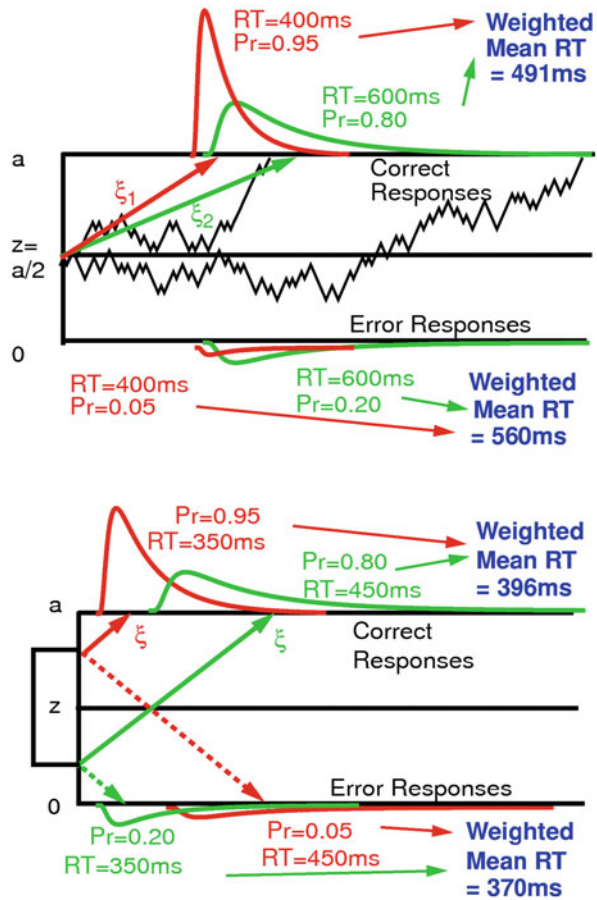 RT=400ms
Pr=0.95
Weighted
Mean RT
= 491ms
RT=600ms
Pr=0.80
a
Correct
Responses
ξ1
ξ2
z=
a/2
Error Responses
0
RT=400ms
Pr=0.05
RT=600ms
Pr=0.20
Weighted
Mean RT
= 560ms
Pr=0.95
RT=350ms
Weighted
Mean RT
= 396ms
Pr=0.80
RT=450ms
a
ξ
ξ
Correct
Responses
z
Error Responses
0
Pr=0.20
RT=350ms
Pr=0.05
RT=450ms
Weighted
Mean RT
= 370ms